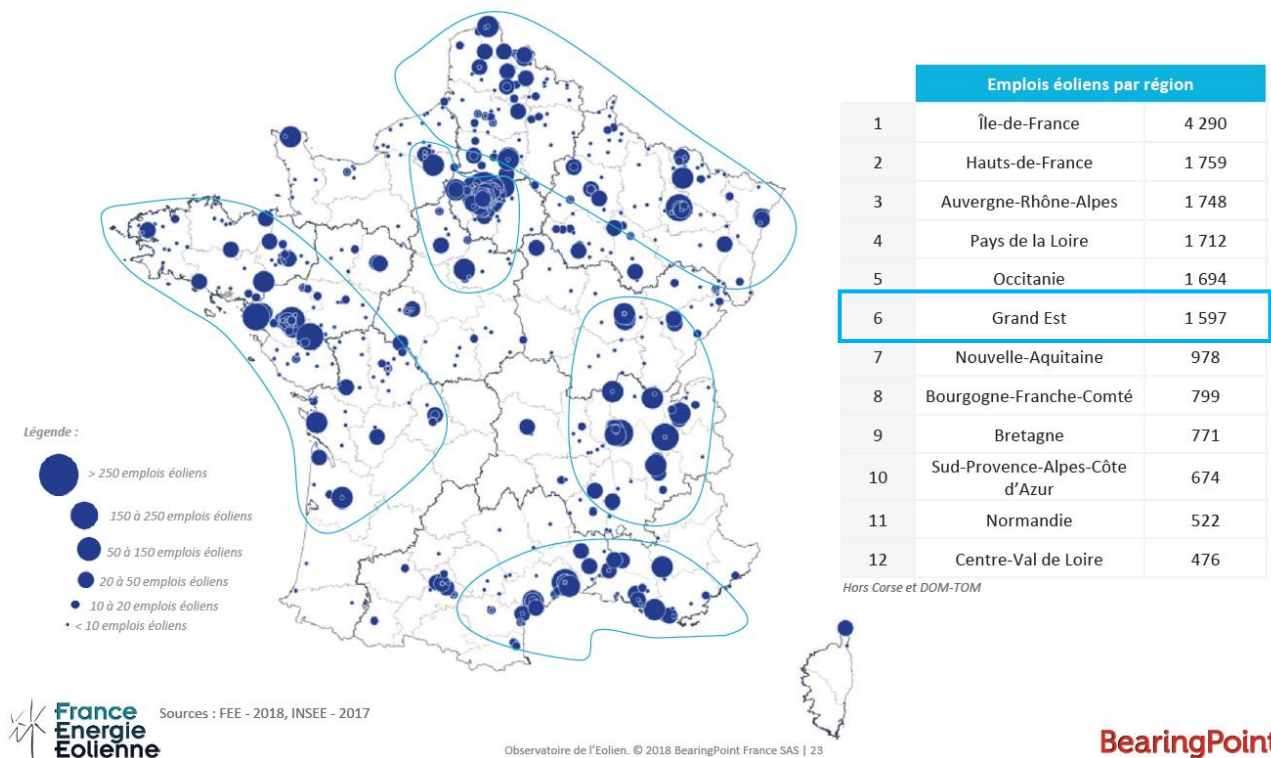 Emplois éoliens par région
1 Île-de-France 4 290
2 Hauts-de-France 1 759
3 Auvergne-Rhône-Alpes 1 748
4 Pays de la Loire 1 712
5 Occitanie 1 694
6 Grand Est 1 597
7 Nouvelle-Aquitaine 978
8 Bourgogne-Franche-Comté 799
9 Bretagne 771
10 Sud-Provence-Alpes-Côte
d’Azur 674
11 Normandie 522
12 Centre-Val de Loire 476
Hors Corse et DOM-TOM
Légende :
> 250 emplois éoliens
150 à 250 emplois éoliens
50 à 150 emplois éoliens
20 à 50 emplois éoliens
10 à 20 emplois éoliens
< 10 emplois éoliens
France
Energie
Eolienne
Sources : FEE - 2018, INSEE - 2017
Observatoire de l’Eolien. © 2018 BearingPoint France SAS | 23
BearingPoint